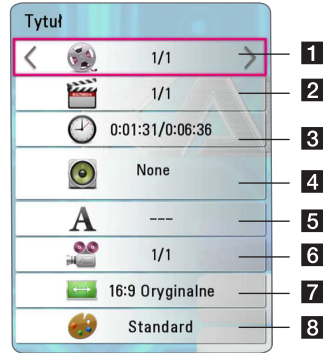 Tytuł
1/1 1
1/1 2
0:01:31/0:06:36 3
None 4
A --- 5
1/1 6
16:9 Oryginalne 7
Standard 8